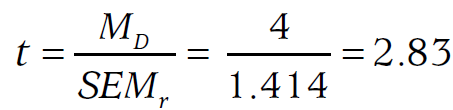 t = M_D / SEM_r = 4 / 1.414 = 2.83